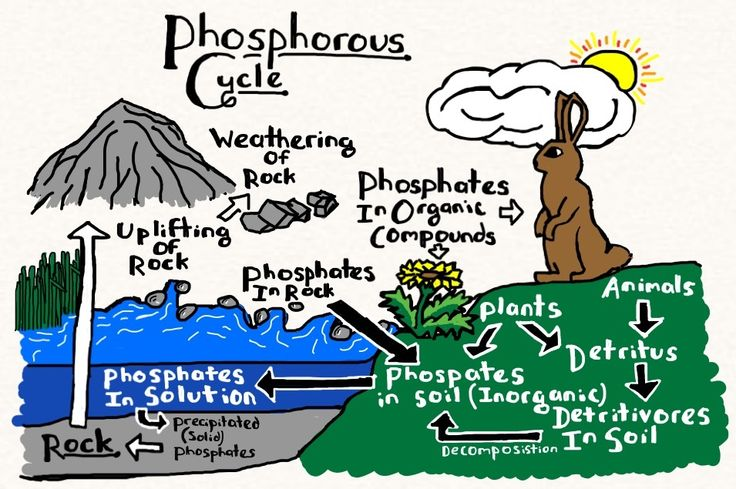 Phosphorous
Cycle
Weathering
of
Rock
Uplifting
of
Rock
Phosphates
In Organic
Compounds
Phosphates
In Rock
Plants
Animals
Detritus
Phosphates
In Solution
Phospates
in soil (Inorganic)
Detritivores
In Soil
Decomposistion
precipitated
(Solid)
phosphates
Rock